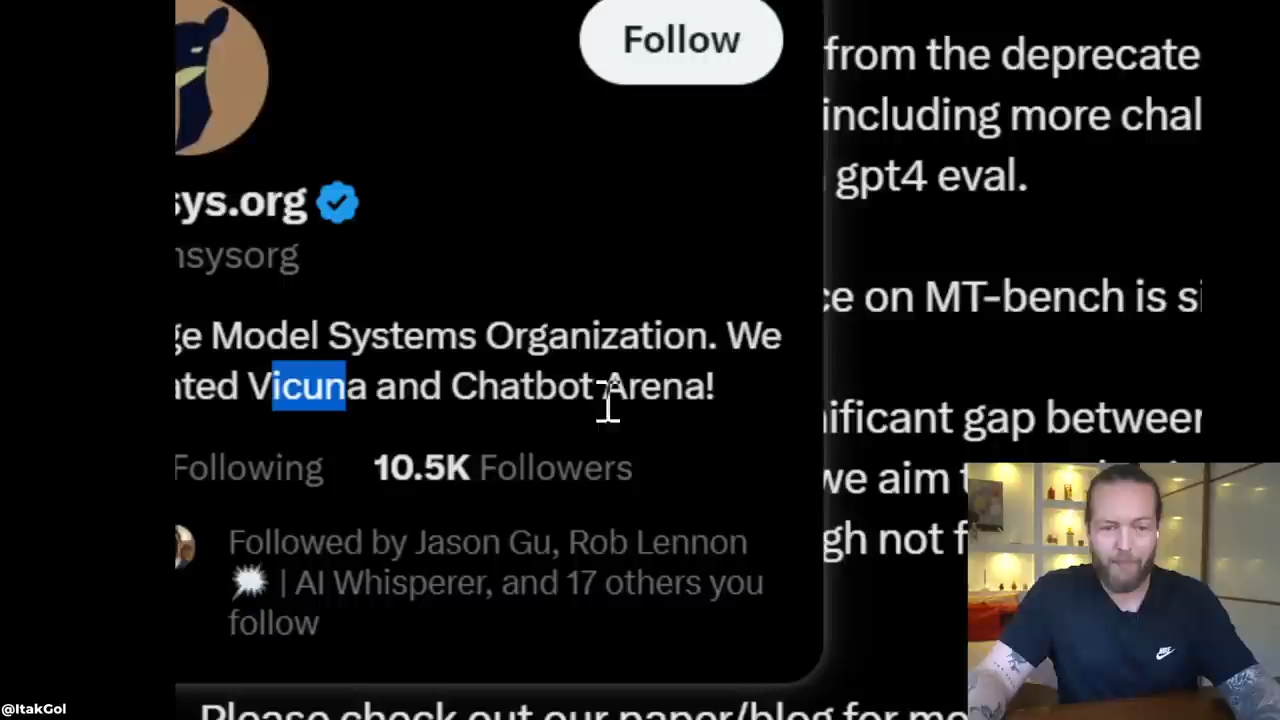 Follow
sys.org
nsysorg
ge Model Systems Organization. We
ated Vicuna and Chatbot Arena!
Following 10.5K Followers
Followed by Jason Gu, Rob Lennon
| AI Whisperer, and 17 others you
follow
from the deprecate
including more chal
gpt4 eval.
ce on MT-bench is si
nificant gap between
we aim t
gh not f
Please check out our paper/blog for mo
@ItakGol